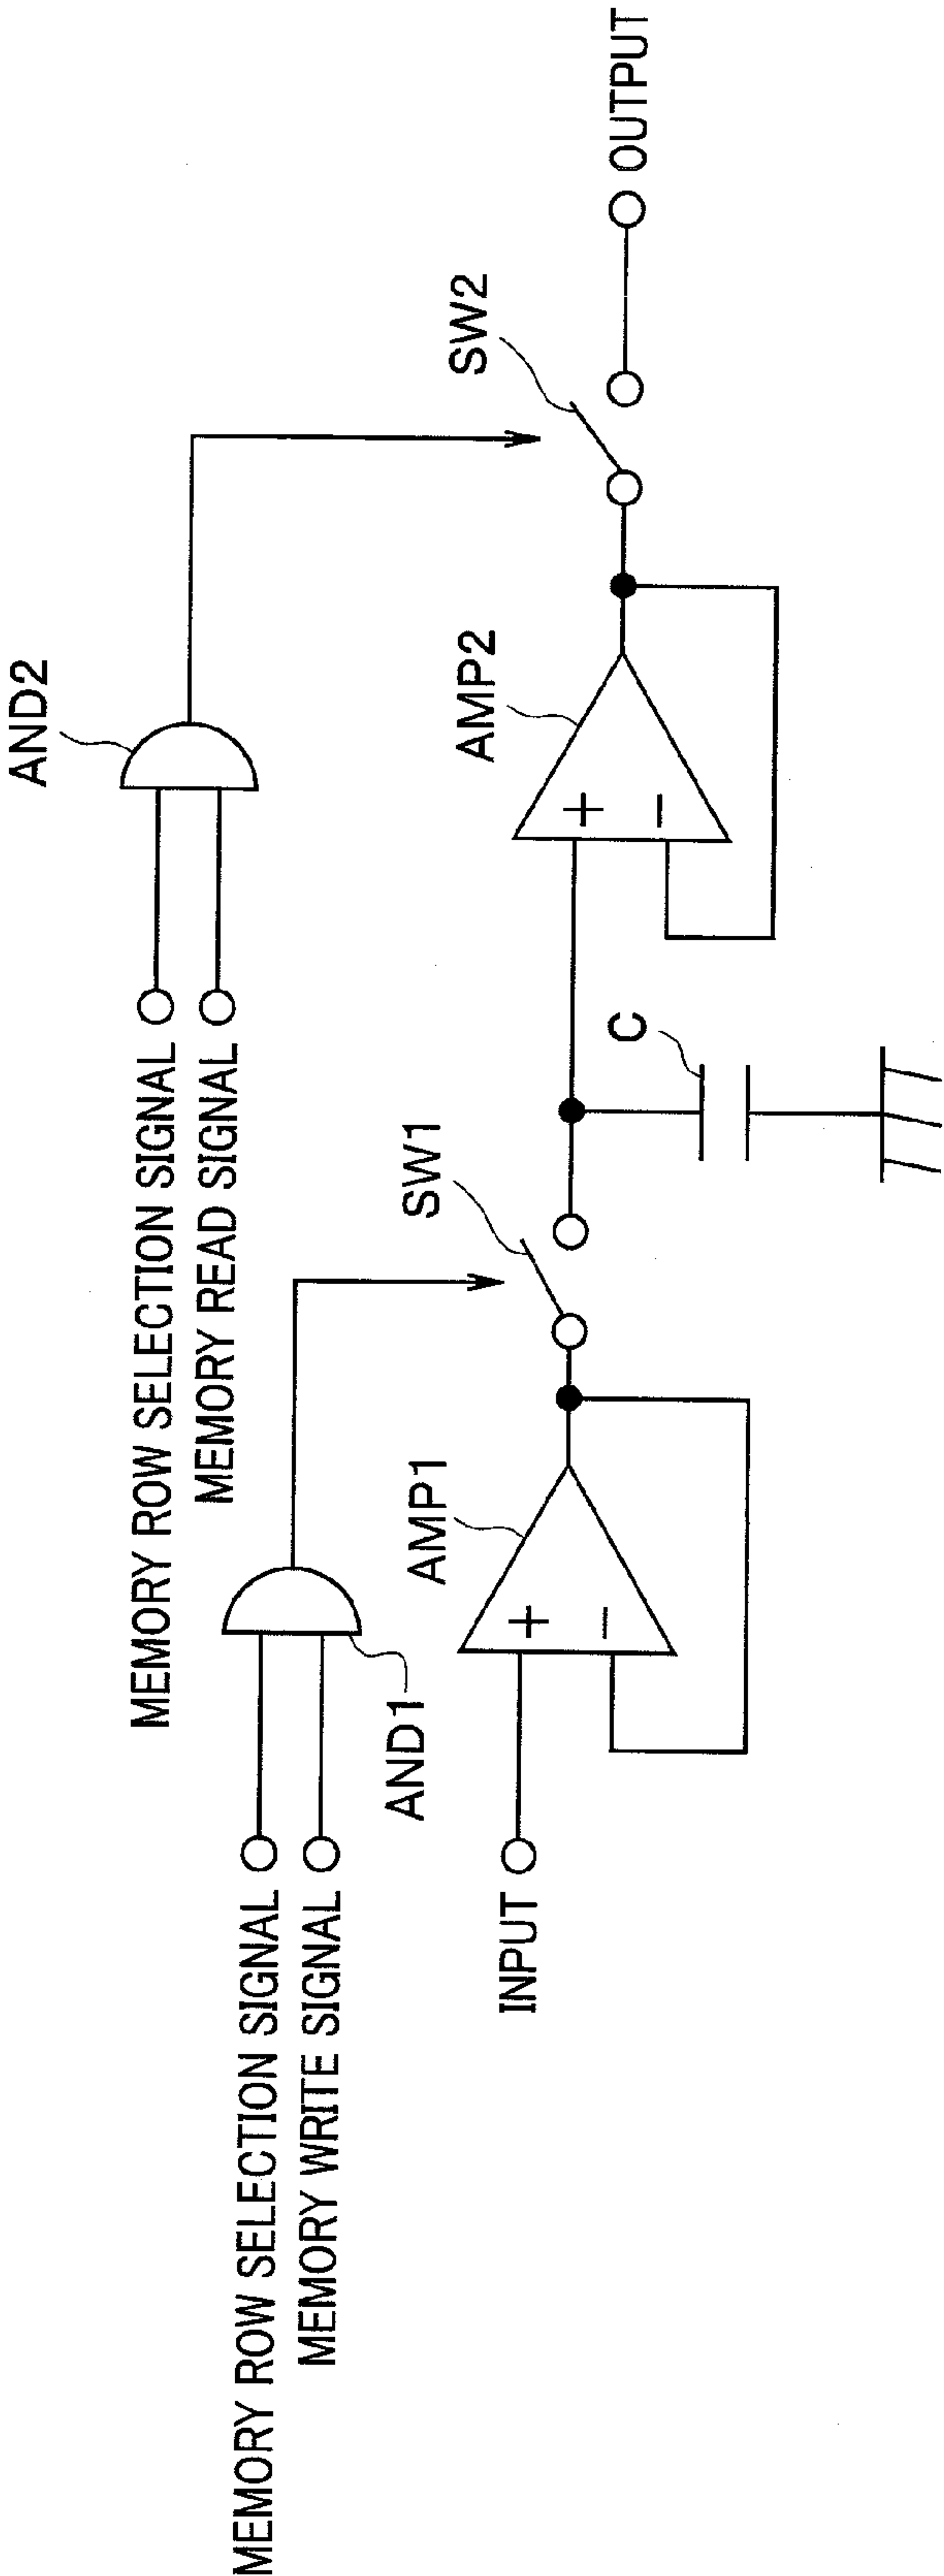 AND2
MEMORY ROW SELECTION SIGNAL
MEMORY READ SIGNAL
MEMORY ROW SELECTION SIGNAL
MEMORY WRITE SIGNAL
AND1
SW2
OUTPUT
AMP2
+
−
SW1
C
AMP1
+
−
INPUT